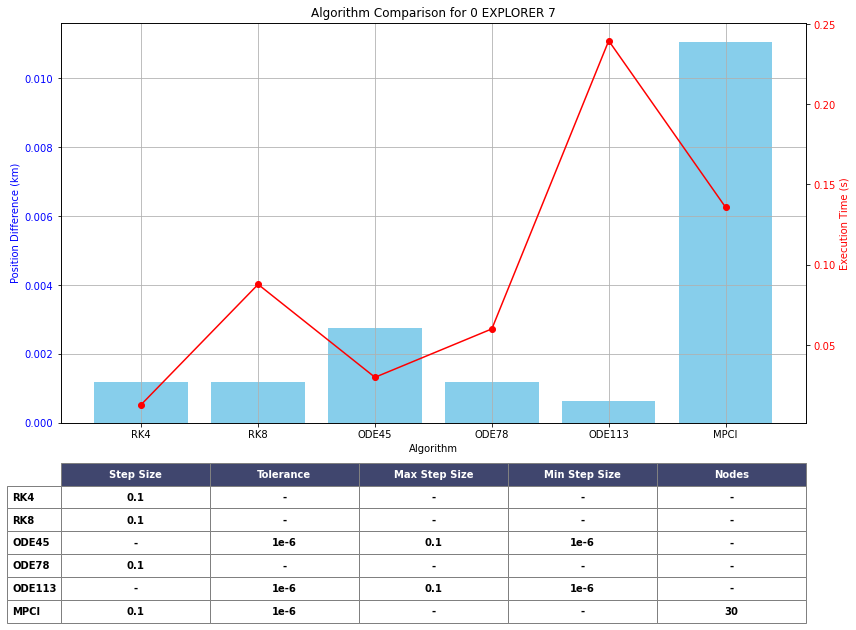 Algorithm Comparison for 0 EXPLORER 7
Position Difference (km)
0.010
0.008
0.006
0.004
0.002
0.000
0.25
0.20
0.15
0.10
0.05
Execution Time (s)
RK4 RK8 ODE45 ODE78 ODE113 MPCI
Algorithm
Step Size Tolerance Max Step Size Min Step Size Nodes
RK4 0.1 - - - -
RK8 0.1 - - - -
ODE45 - 1e-6 0.1 1e-6 -
ODE78 0.1 - - - -
ODE113 - 1e-6 0.1 1e-6 -
MPCI 0.1 1e-6 - - 30